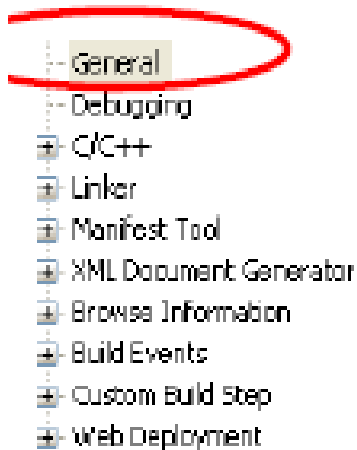 General
Debugging
C/C++
Linker
Manifest Tool
XML Document Generator
Browse Information
Build Events
Custom Build Step
Web Deployment